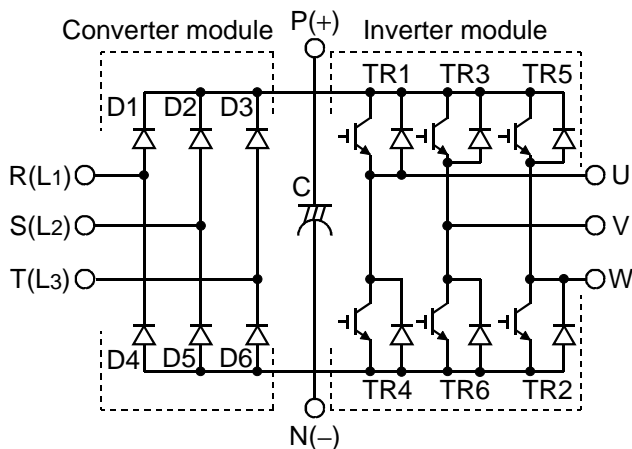 Converter module
P(+)
Inverter module
TR1
TR3
TR5
D1
D2
D3
R(L1)
C
U
S(L2)
V
T(L3)
W
D4
D5
D6
TR4
TR6
TR2
N(–)